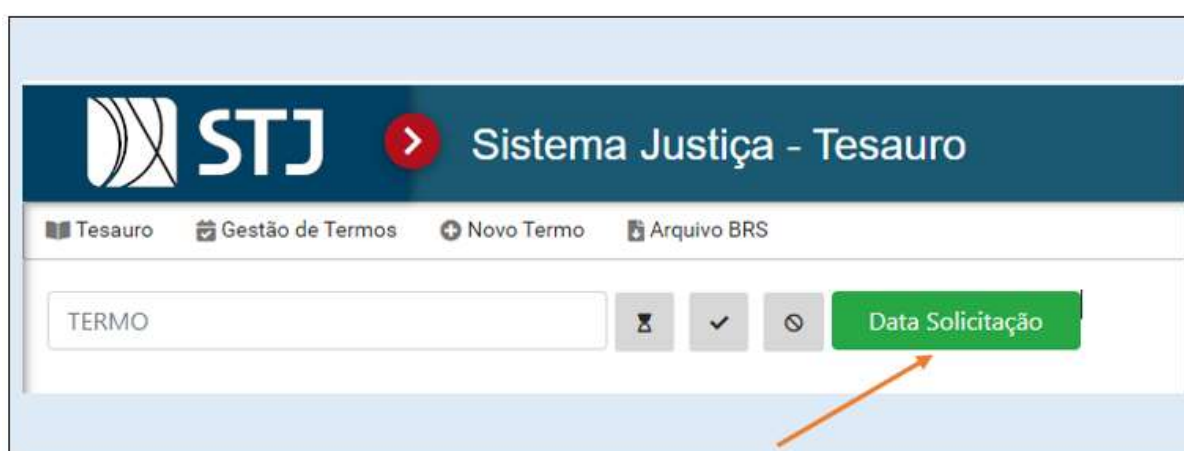 STJ Sistema Justiça - Tesauro
Tesauro Gestão de Termos Novo Termo Arquivo BRS
TERMO Data Solicitação